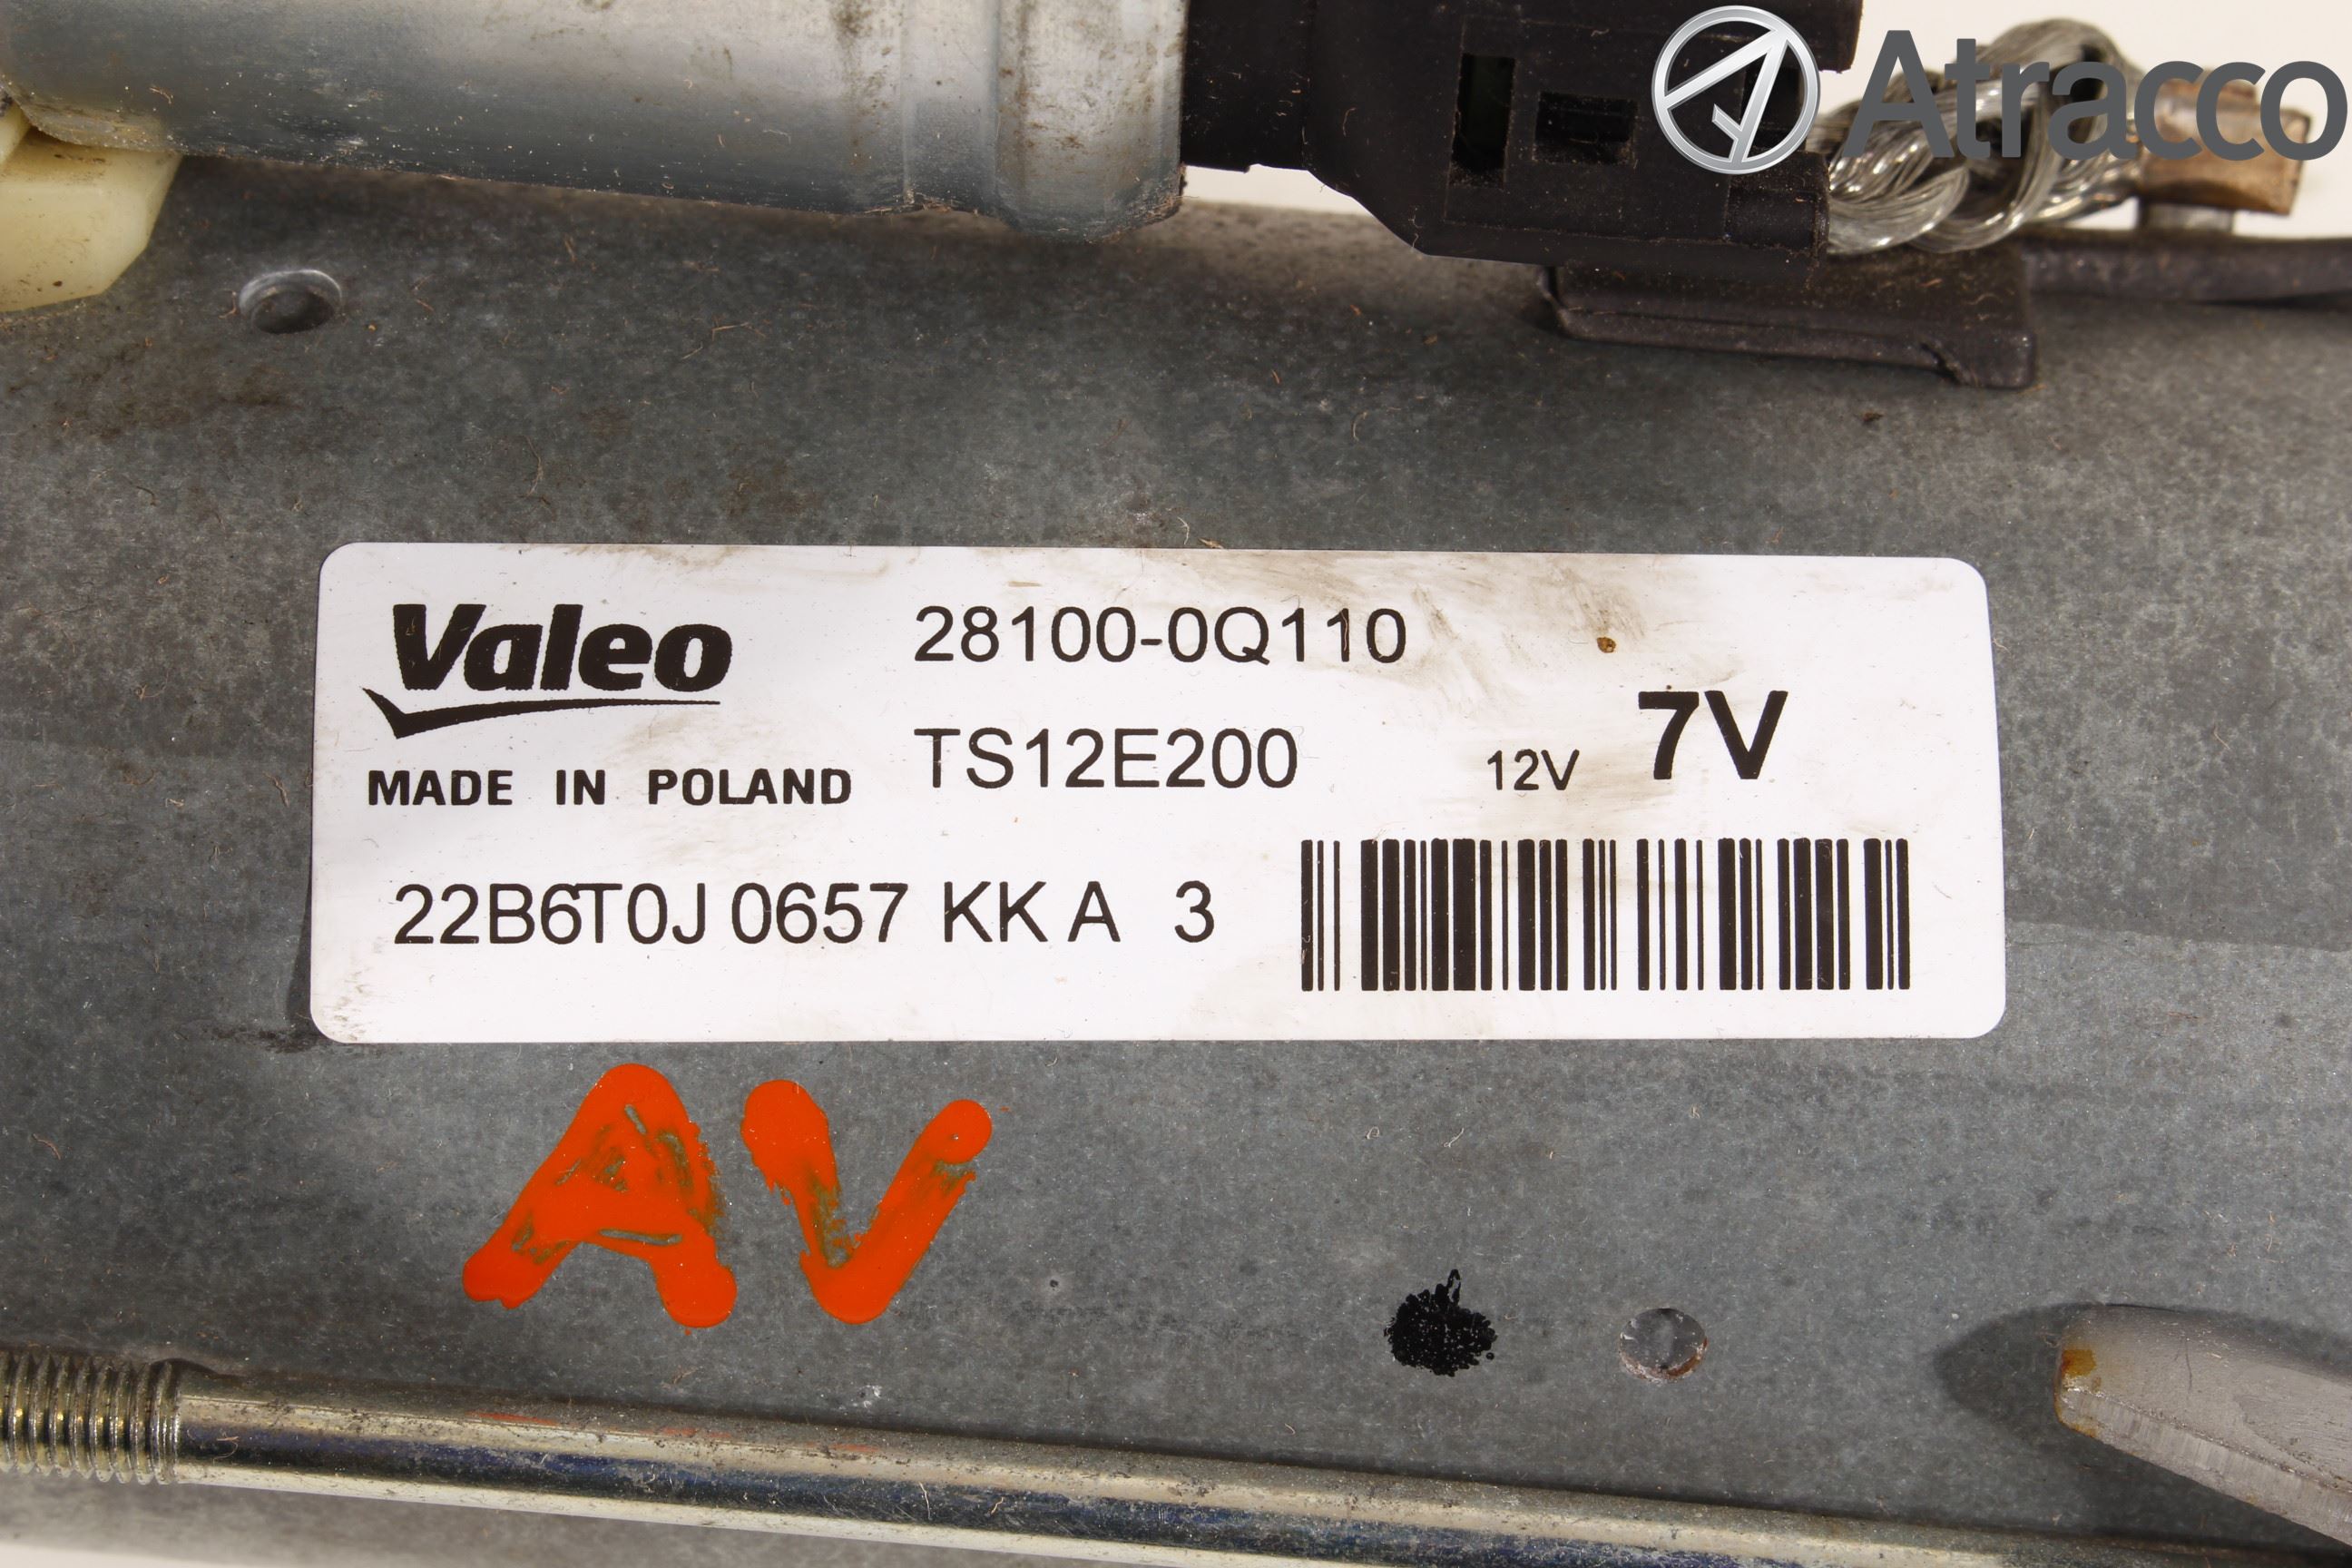 Atracco
Valeo 28100-0Q110
MADE IN POLAND TS12E200 12V 7V
22B6T0J 0657 KK A 3
AV